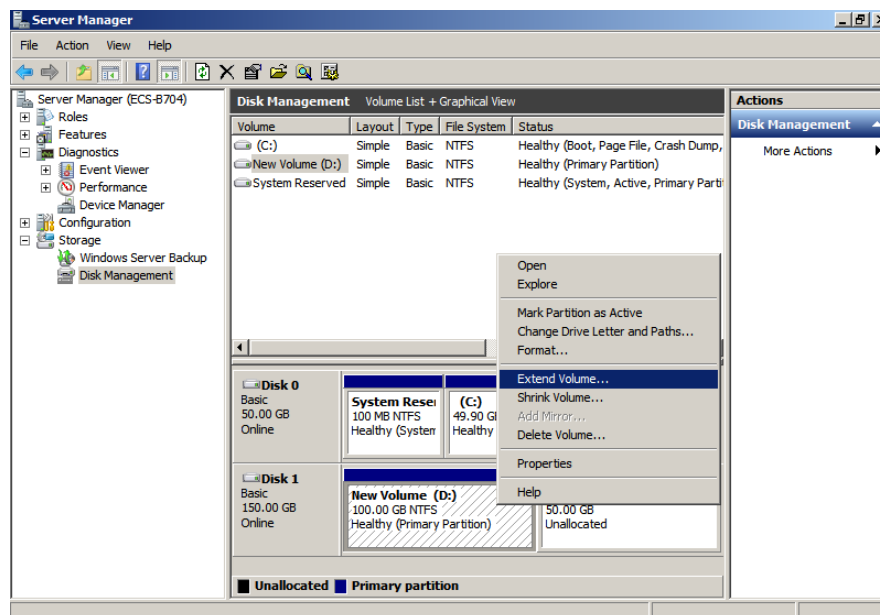 Server Manager
File Action View Help
Server Manager (ECS-B704)
Roles
Features
Diagnostics
Event Viewer
Performance
Device Manager
Configuration
Storage
Windows Server Backup
Disk Management
Disk Management Volume List + Graphical View
Volume Layout Type File System Status
(C:) Simple Basic NTFS Healthy (Boot, Page File, Crash Dump,
New Volume (D:) Simple Basic NTFS Healthy (Primary Partition)
System Reserved Simple Basic NTFS Healthy (System, Active, Primary Parti
Open
Explore
Mark Partition as Active
Change Drive Letter and Paths...
Format...
Extend Volume...
Shrink Volume...
Add Mirror...
Delete Volume...
Properties
Help
Disk 0
Basic
50.00 GB
Online
System Rese
100 MB NTFS
Healthy (System
(C:)
49.90 G
Healthy
Disk 1
Basic
150.00 GB
Online
New Volume (D:)
100.00 GB NTFS
Healthy (Primary Partition)
50.00 GB
Unallocated
Unallocated Primary partition
Actions
Disk Management
More Actions